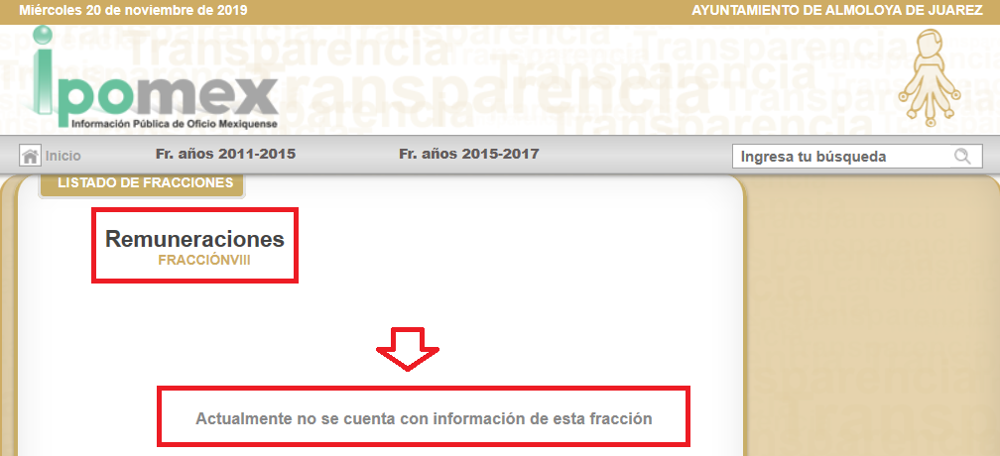 Miércoles 20 de noviembre de 2019
AYUNTAMIENTO DE ALMOLOYA DE JUAREZ
Transparencia
Transparencia
ipomex
Información Pública de Oficio Mexiquense
Inicio
Fr. años 2011-2015
Fr. años 2015-2017
Ingresa tu búsqueda
LISTADO DE FRACCIONES
Remuneraciones
FRACCIÓNVIII
Actualmente no se cuenta con información de esta fracción